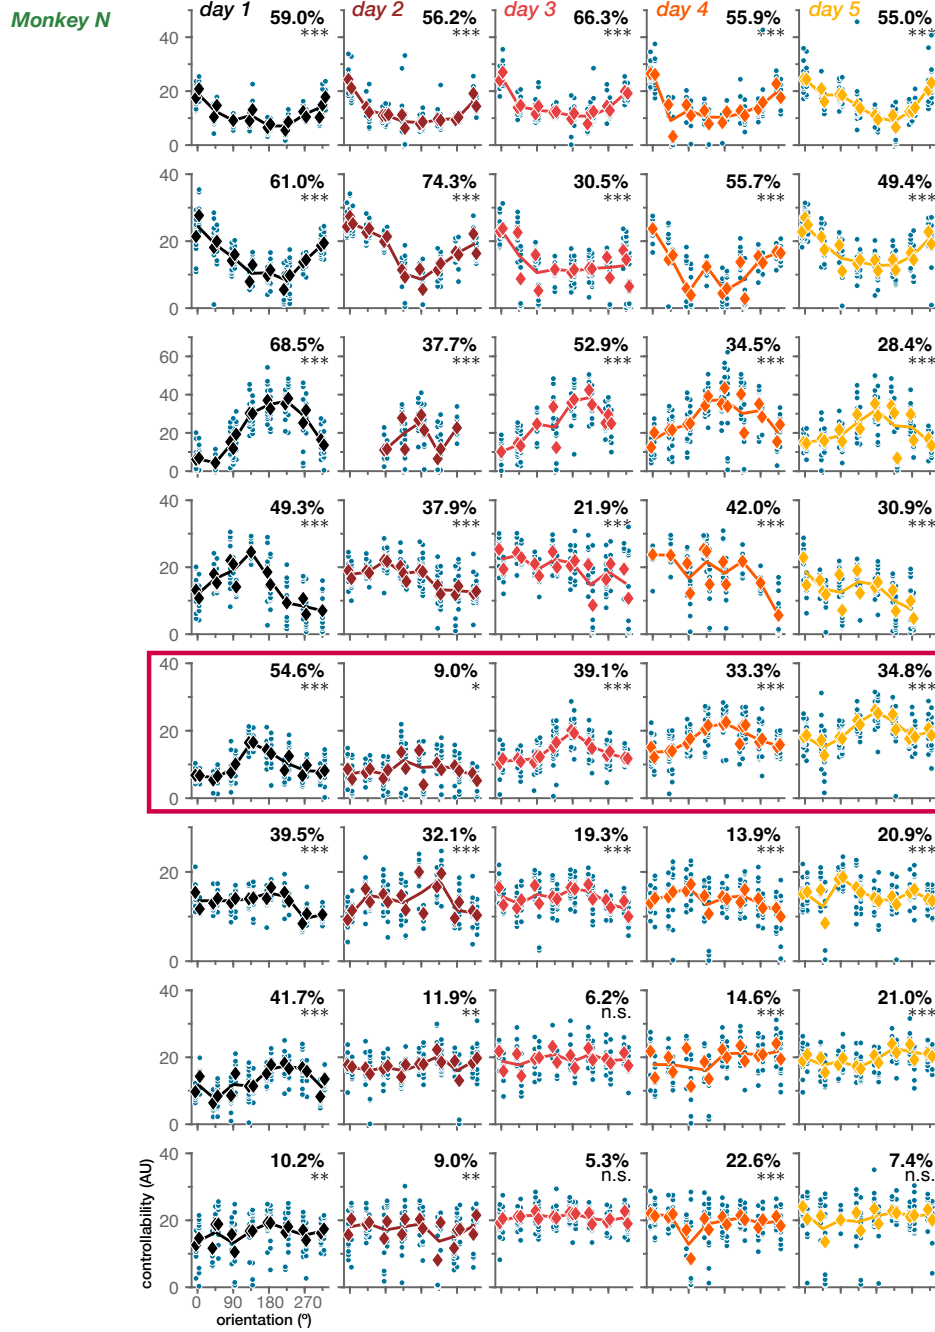 Monkey N
day 1 day 2 day 3 day 4 day 5
40 59.0% 56.2% 66.3% 55.9% 55.0%
*** *** *** *** ***
20
0
40 61.0% 74.3% 30.5% 55.7% 49.4%
*** *** *** *** ***
20
0
68.5% 37.7% 52.9% 34.5% 28.4%
60 *** *** *** *** ***
40
20
0
40 49.3% 37.9% 21.9% 42.0% 30.9%
*** *** *** *** ***
20
0
40 54.6% 9.0% 39.1% 33.3% 34.8%
*** * *** *** ***
20
0
39.5% 32.1% 19.3% 13.9% 20.9%
*** *** *** *** ***
20
0
40 41.7% 11.9% 6.2% 14.6% 21.0%
*** ** n.s. *** ***
20
0
40 10.2% 9.0% 5.3% 22.6% 7.4%
** ** n.s. *** n.s.
20
0
controllability (AU)
0 90 180 270
orientation (º)